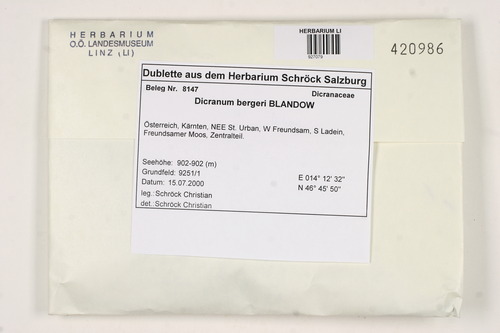 HERBARIUM
O.Ö. LANDESMUSEUM
LINZ (LI)
HERBARIUM LI
420986
Dublette aus dem Herbarium Schröck Salzburg
Beleg Nr. 8147
Dicranaceae
Dicranum bergeri BLANDOW
Österreich, Kärnten, NEE St. Urban, W Freundsam, S Ladein,
Freundsamer Moos, Zentralteil.
Seehöhe: 902-902 (m)
Grundfeld: 9251/1
E 014° 12' 32"
Datum: 15.07.2000
N 46° 45' 50"
leg.:Schröck Christian
det.:Schröck Christian